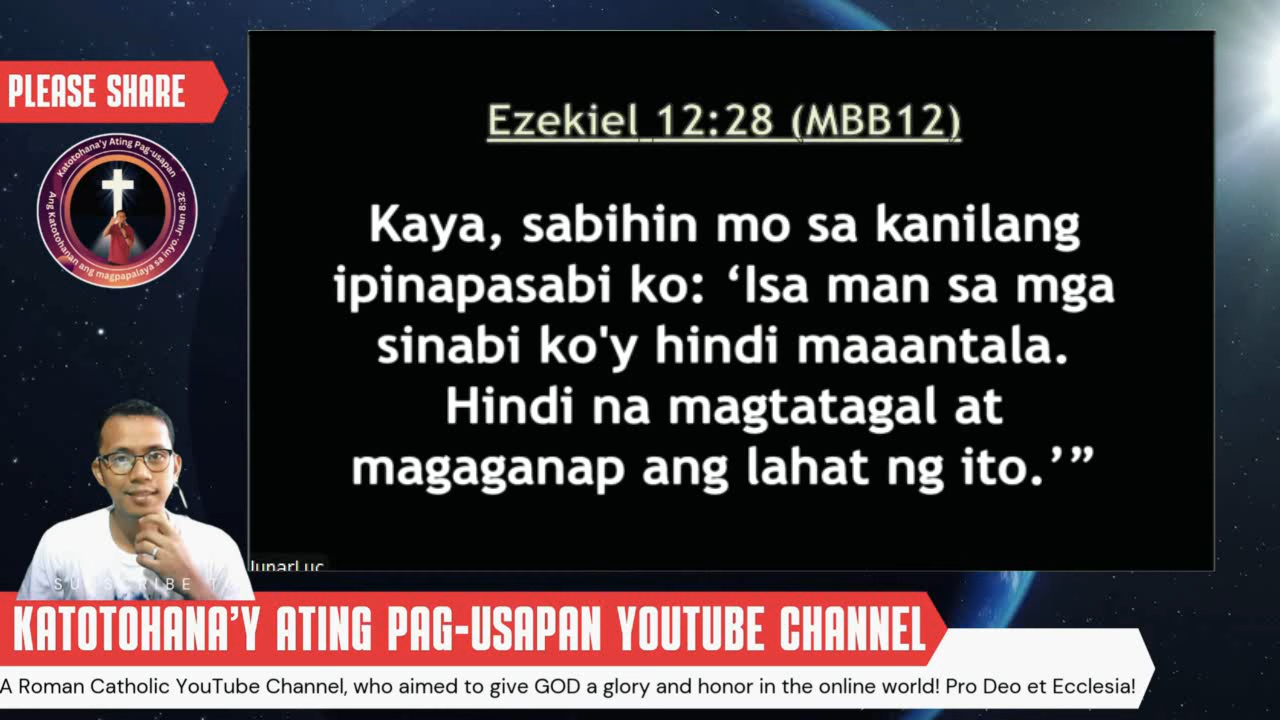 PLEASE SHARE
Katotohana'y Ating Pag-usapan
Ang Katotohanan ang magpapalaya sa inyo. Juan 8:32
Ezekiel 12:28 (MBB12)
Kaya, sabihin mo sa kanilang
ipinapasabi ko: ‘Isa man sa mga
sinabi ko'y hindi maaantala.
Hindi na magtatagal at
magaganap ang lahat ng ito.’”
JunarLuc
SUBSCRIBE
KATOTOHANA’Y ATING PAG-USAPAN YOUTUBE CHANNEL
A Roman Catholic YouTube Channel, who aimed to give GOD a glory and honor in the online world! Pro Deo et Ecclesia!